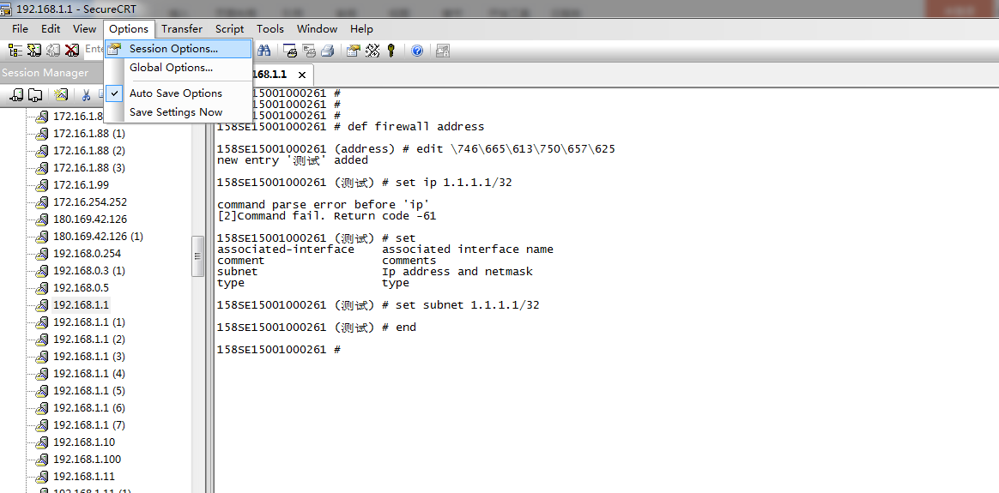 192.168.1.1 - SecureCRT
File Edit View Options Transfer Script Tools Window Help
Session Options...
Global Options...
Auto Save Options
Save Settings Now
Session Manager
68.1.1
172.16.1.8
172.16.1.88 (1)
172.16.1.88 (2)
172.16.1.88 (3)
172.16.1.99
172.16.254.252
180.169.42.126
180.169.42.126 (1)
192.168.0.254
192.168.0.3 (1)
192.168.0.5
192.168.1.1
192.168.1.1 (1)
192.168.1.1 (2)
192.168.1.1 (3)
192.168.1.1 (4)
192.168.1.1 (5)
192.168.1.1 (6)
192.168.1.1 (7)
192.168.1.10
192.168.1.100
192.168.1.11
192.168.1.11 (1)
15001000261 #
15001000261 #
15001000261 #
158SE15001000261 # def firewall address
158SE15001000261 (address) # edit \746\665\613\750\657\625
new entry '测试' added
158SE15001000261 (测试) # set ip 1.1.1.1/32
command parse error before 'ip'
[2]Command fail. Return code -61
158SE15001000261 (测试) # set
associated-interface associated interface name
comment comments
subnet Ip address and netmask
type type
158SE15001000261 (测试) # set subnet 1.1.1.1/32
158SE15001000261 (测试) # end
158SE15001000261 #